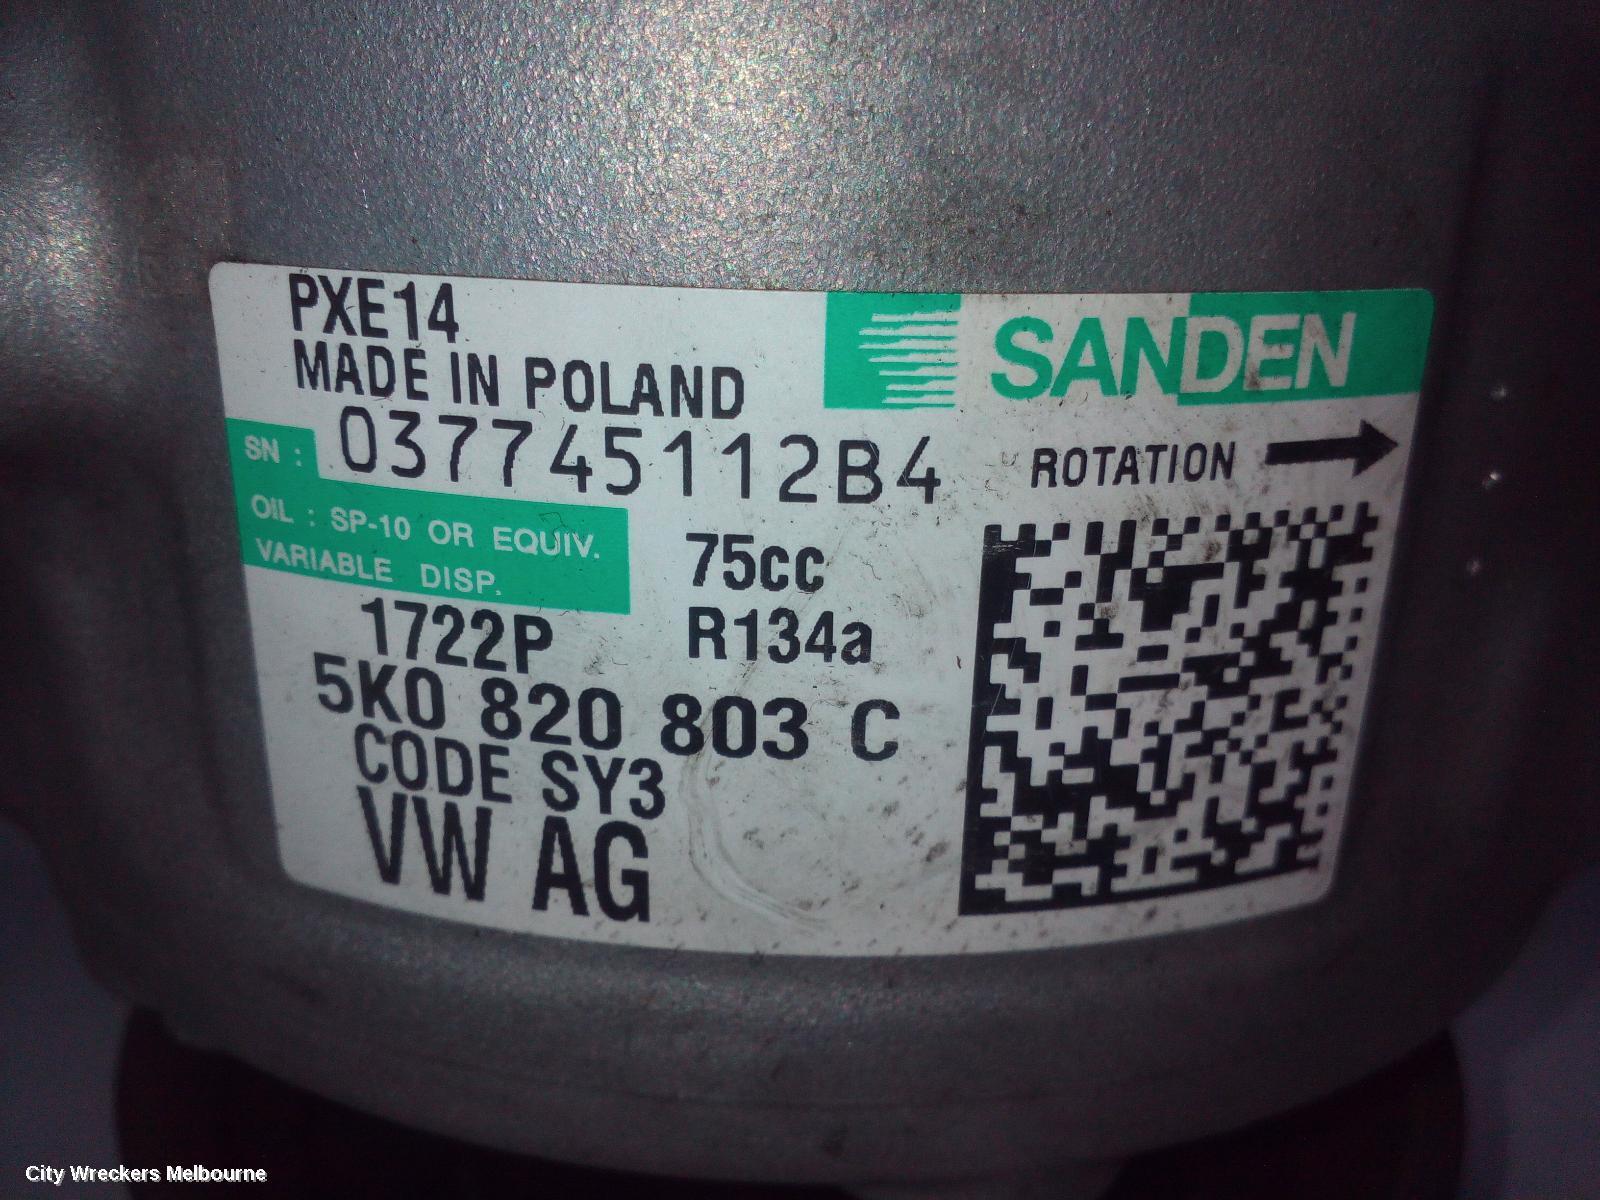 PXE14
SANDEN
MADE IN POLAND
SN : 037745112B4
ROTATION
OIL : SP-10 OR EQUIV.
VARIABLE DISP.
75cc
1722P
R134a
5K0 820 803 C
CODE SY3
VW AG
City Wreckers Melbourne